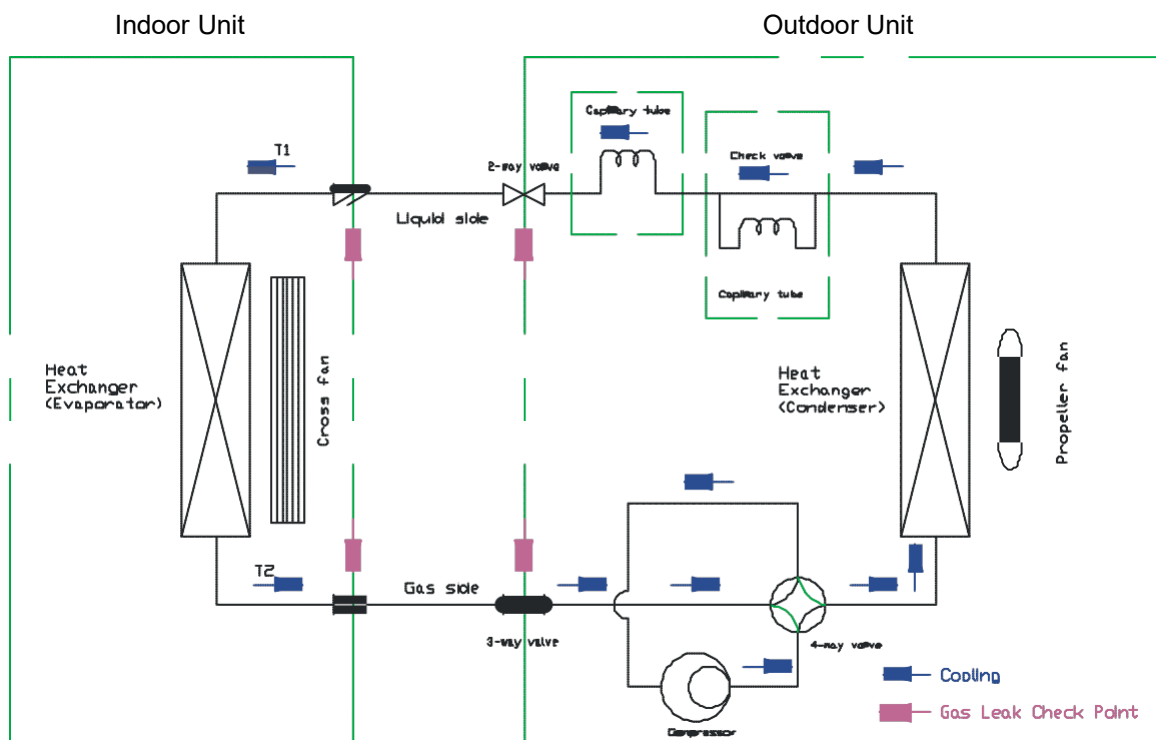 Indoor Unit
Outdoor Unit
Capillary tube
T1
2-way valve
Check valve
Liquid side
Capillary tube
Heat
Exchanger
(Evaporator)
Cross fan
Heat
Exchanger
(Condenser)
Propeller fan
T2
Gas side
3-way valve
4-way valve
Cooling
Gas Leak Check Point
Compressor